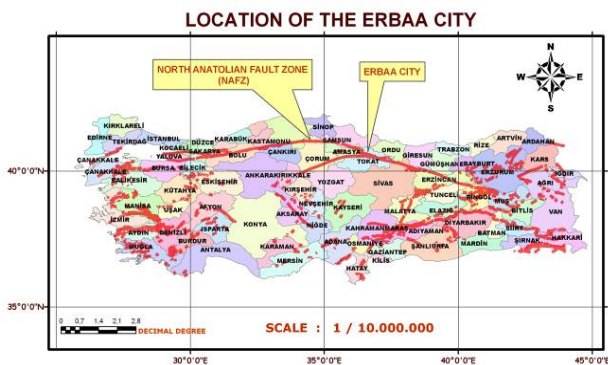 LOCATION OF THE ERBAA CITY
NORTH ANATOLIAN FAULT ZONE
(NAFZ)
ERBAA CITY
N
W E
S
KIRKLARELİ
EDİRNE
TEKİRDAĞ
İSTANBUL
KOCAELİ
SAKARYA
DÜZCE
KARABÜK
KASTAMONU
SİNOP
SAMSUN
ARTVİN
ARDAHAN
YALOVA
BOLU
ÇANKIRI
ÇORUM
AMASYA
TOKAT
ORDU
GİRESUN
TRABZON
RİZE
KARS
ÇANAKKALE
ÇANAKKALE
BURSA
BİLECİK
GÜMÜŞHANE
BAYBURT
ERZURUM
IĞDIR
40°0'0"N
40°0'0"N
BALIKESİR
KÜTAHYA
ESKİŞEHİR
ANKARA
KIRIKKALE
KIRŞEHİR
YOZGAT
SİVAS
ERZİNCAN
TUNCELİ
BİNGÖL
AĞRI
MANİSA
UŞAK
AFYON
AKSARAY
NEVŞEHİR
KAYSERİ
MALATYA
ELAZIĞ
MUŞ
BİTLİS
VAN
İZMİR
AYDIN
DENİZLİ
ISPARTA
KONYA
NİĞDE
KAHRAMANMARAŞ
ADIYAMAN
DİYARBAKIR
BATMAN
SİİRT
MUĞLA
BURDUR
ANTALYA
KARAMAN
MERSİN
ADANA
OSMANİYE
GAZİANTEP
KİLİS
ŞANLIURFA
MARDİN
ŞIRNAK
HAKKARİ
HATAY
35°0'0"N
35°0'0"N
0 0.7 1.4 2.1 2.8
DECIMAL DEGREE
SCALE : 1 / 10.000.000
30°0'0"E
35°0'0"E
40°0'0"E
45°0'0"E